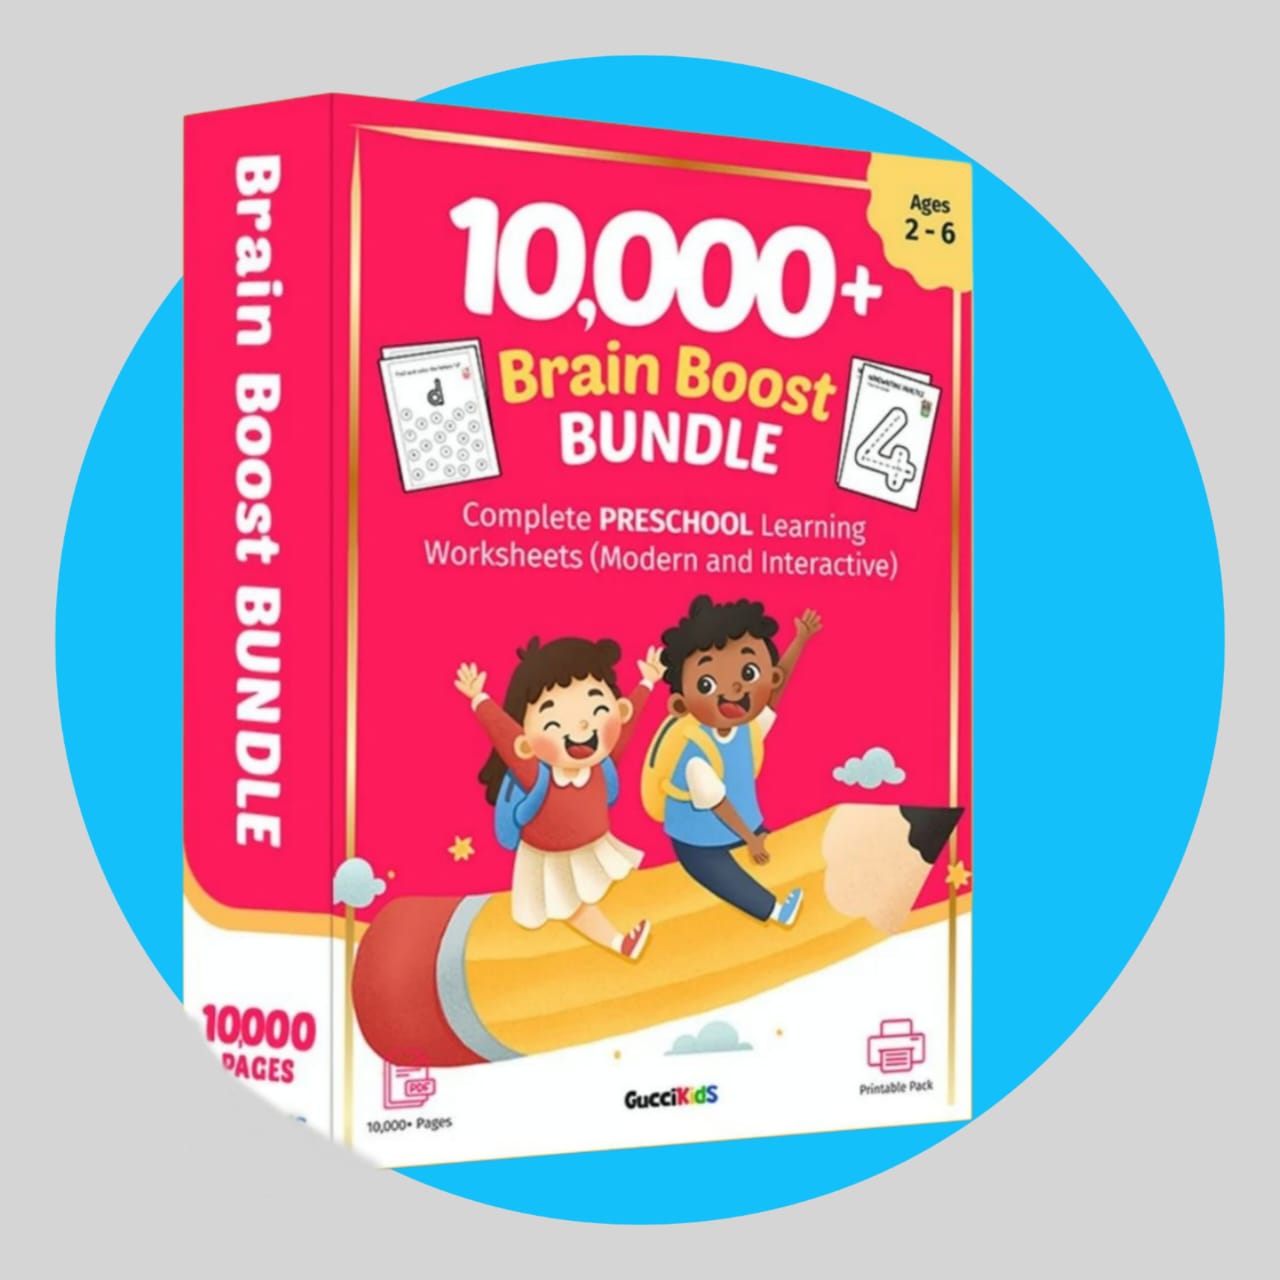 Brain Boost BUNDLE
10,000 PAGES
Ages
2 - 6
10,000+
Brain Boost
BUNDLE
Complete PRESCHOOL Learning
Worksheets (Modern and Interactive)
d
4
PDF
10,000+ Pages
GucciKidS
Printable Pack